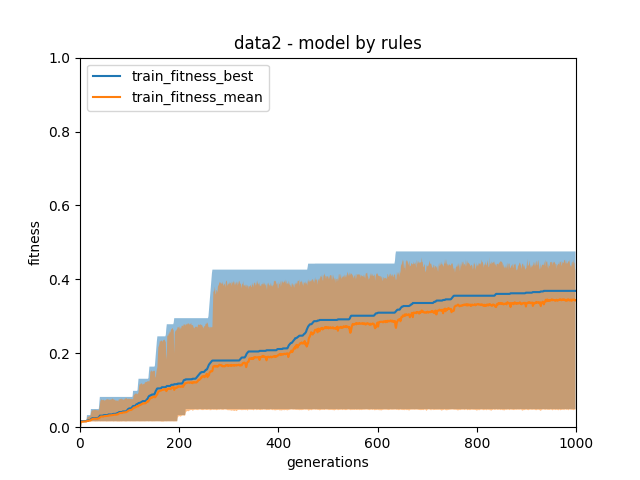 data2 - model by rules
train_fitness_best
train_fitness_mean
fitness
1.0
0.8
0.6
0.4
0.2
0.0
0 200 400 600 800 1000
generations